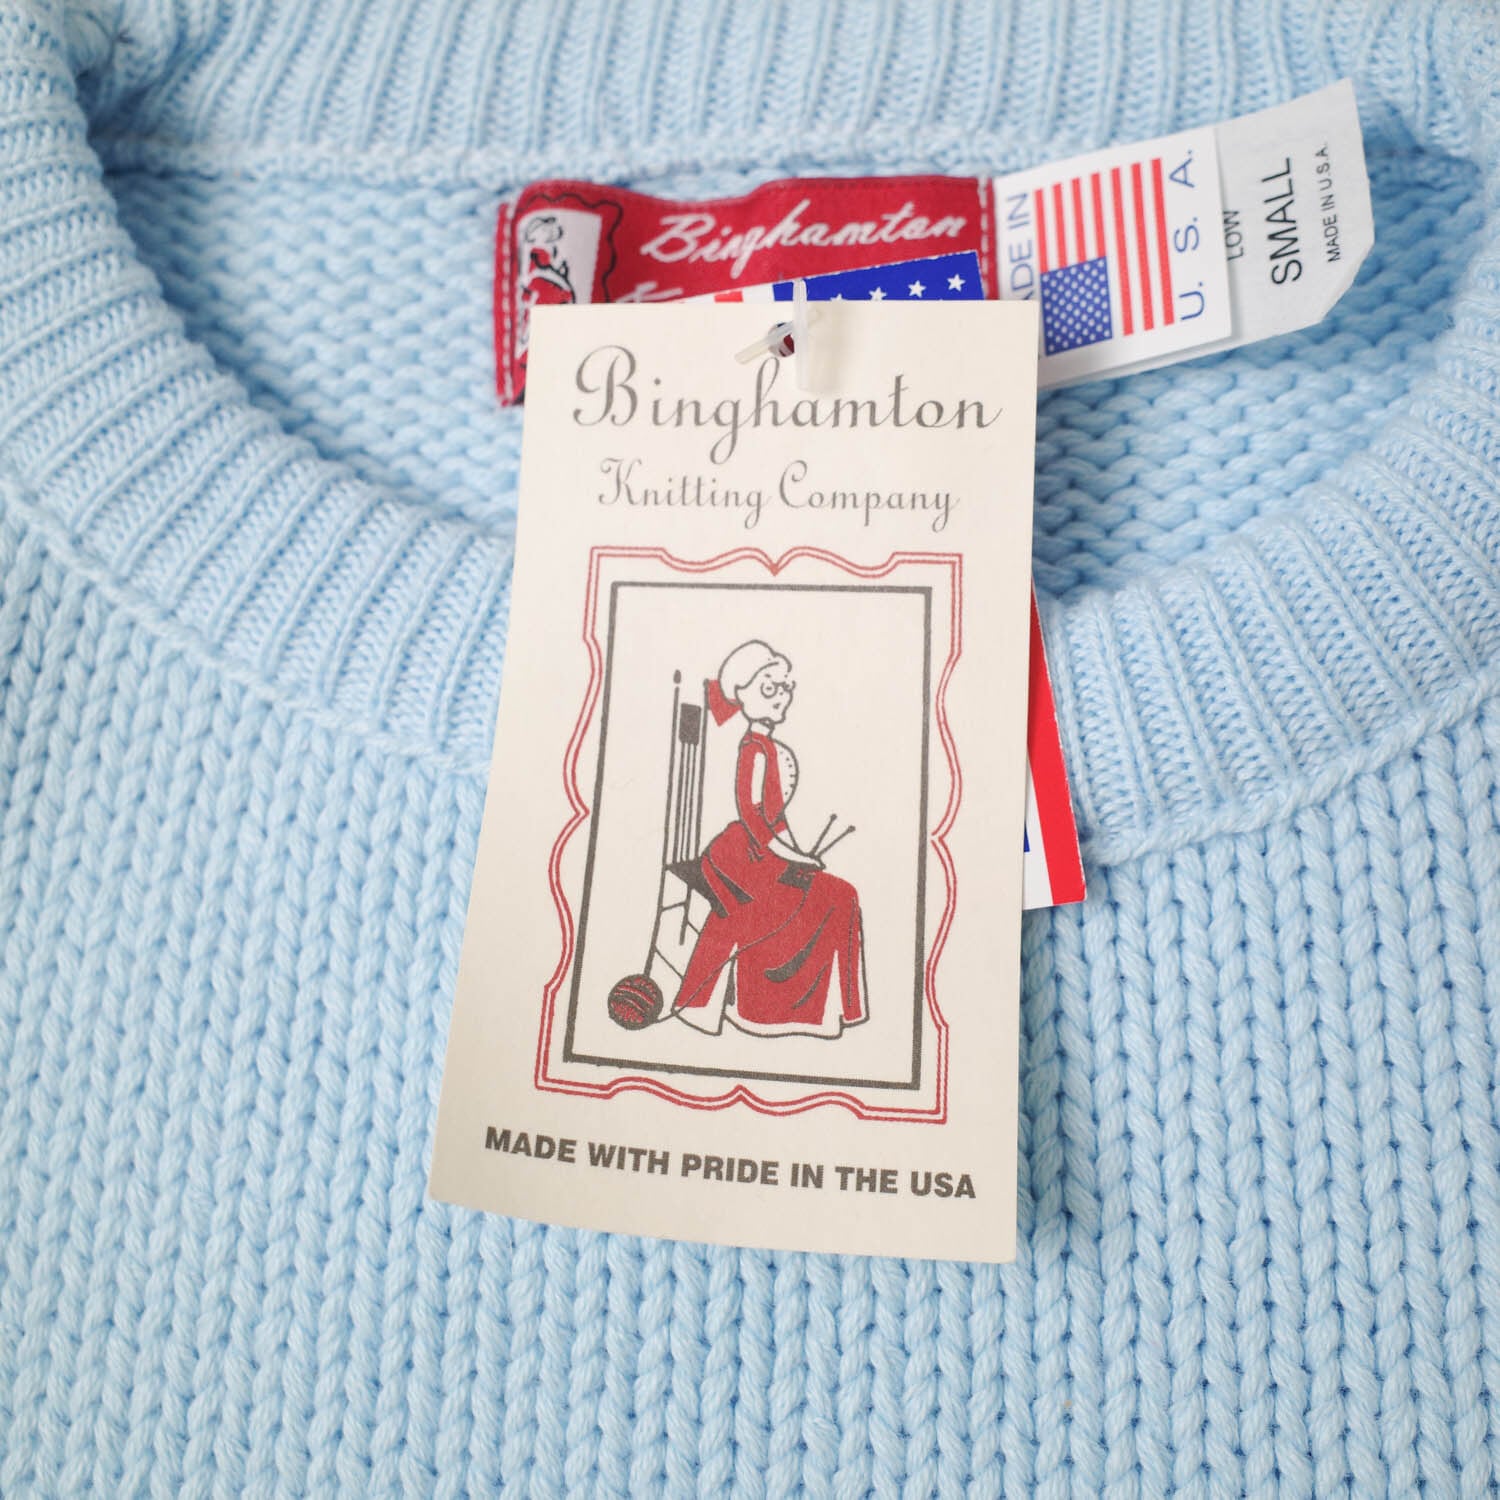 Binghamton
MADE IN
U. S. A.
LOW
SMALL
MADE IN U.S.A.
Binghamton
Knitting Company
MADE WITH PRIDE IN THE USA